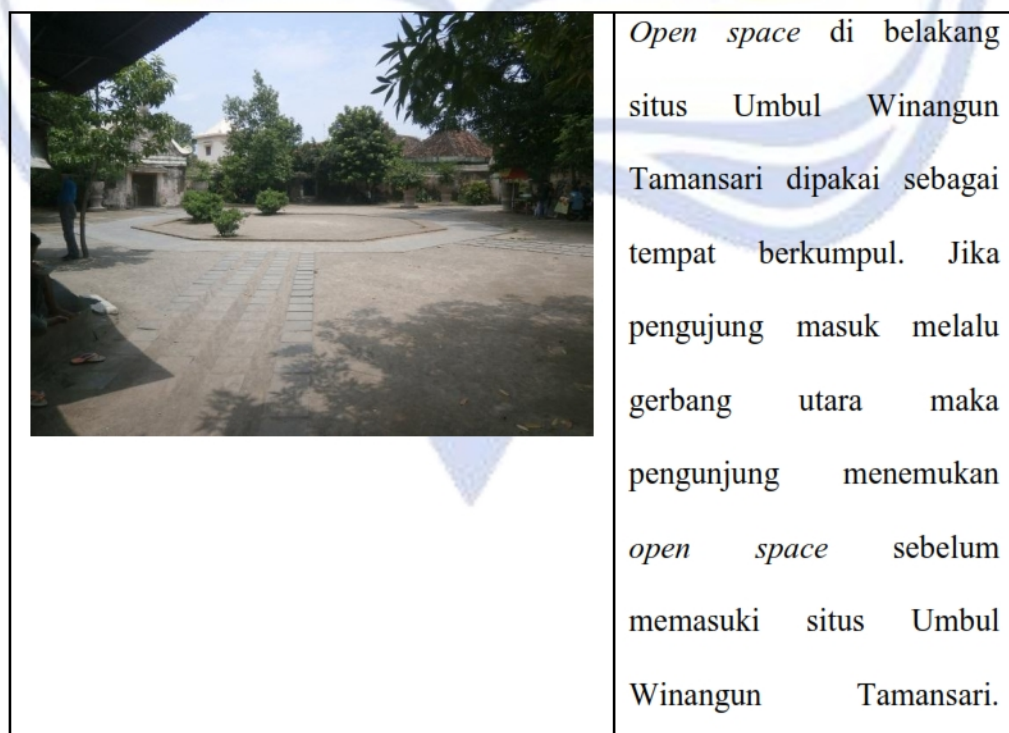 Open space di belakang
situs Umbul Winangun
Tamansari dipakai sebagai
tempat berkumpul. Jika
pengujung masuk melalu
gerbang utara maka
pengunjung menemukan
open space sebelum
memasuki situs Umbul
Winangun Tamansari.